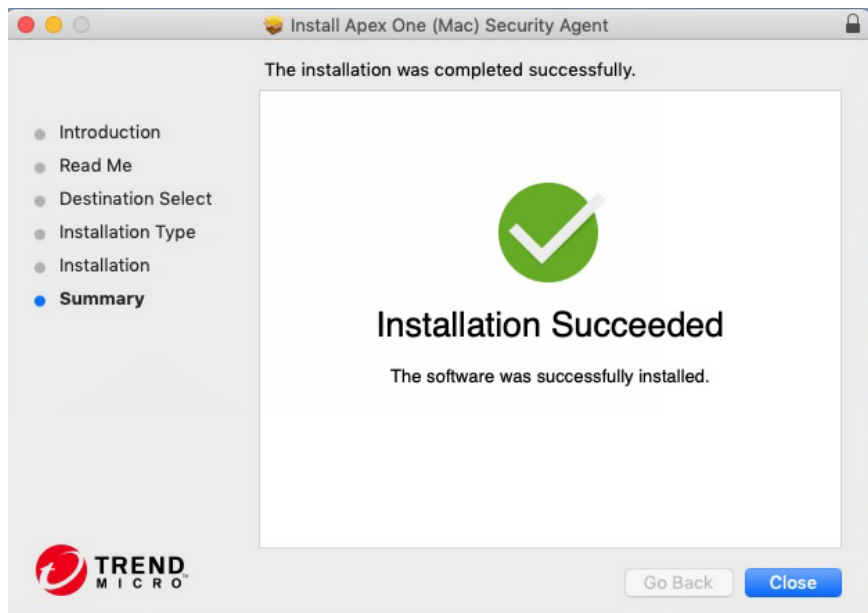 Install Apex One (Mac) Security Agent
The installation was completed successfully.
Introduction
Read Me
Destination Select
Installation Type
Installation
Summary
Installation Succeeded
The software was successfully installed.
TREND
MICRO™
Go Back
Close